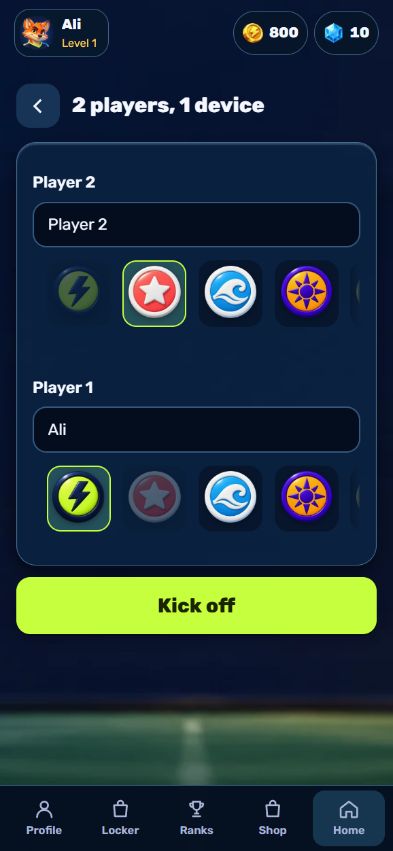 Ali
Level 1
800
10
2 players, 1 device
Player 2
Player 2
Player 1
Ali
Kick off
Profile
Locker
Ranks
Shop
Home